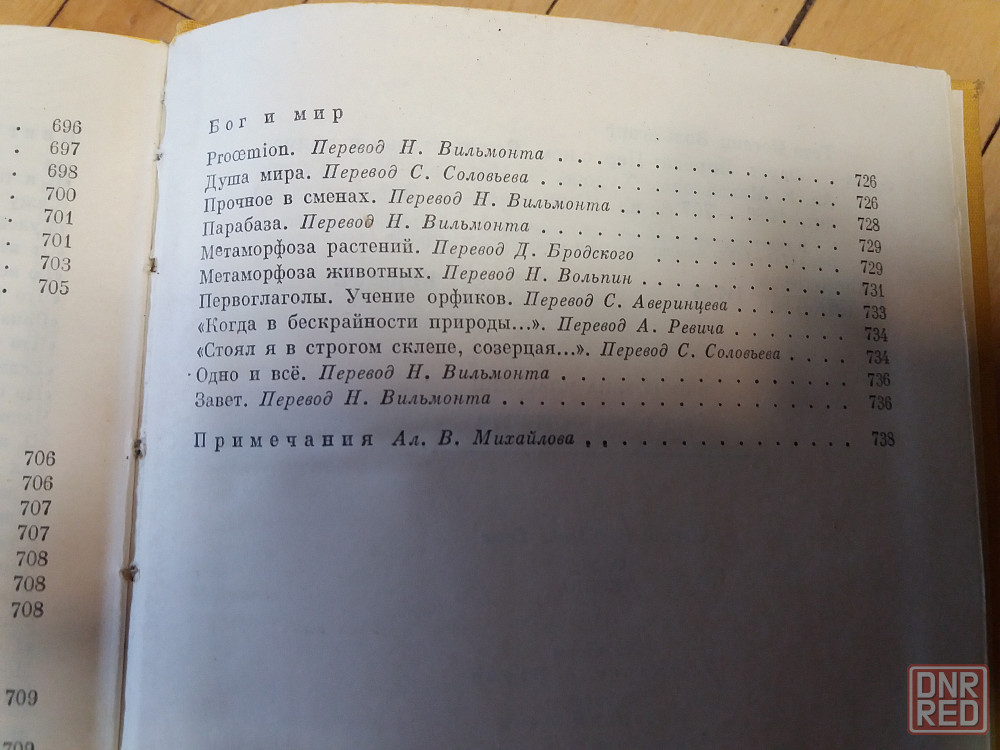 696
697
698
700
701
701
703
705
706
706
707
707
708
708
708
709
709
Бог и мир
Procemion. Перевод Н. Вильмонта . . . . . . . . . . . . . . 726
Душа мира. Перевод С. Соловьева . . . . . . . . . . . . . . 726
Прочное в сменах. Перевод Н. Вильмонта . . . . . . . . . . 728
Парабаза. Перевод Н. Вильмонта . . . . . . . . . . . . . . 729
Метаморфоза растений. Перевод Д. Бродского . . . . . . . . 729
Метаморфоза животных. Перевод Н. Вольпин . . . . . . . . . 731
Первоглаголы. Учение орфиков. Перевод С. Аверинцева . . . . 733
«Когда в бескрайности природы...». Перевод А. Ревича . . . . 734
«Стоял я в строгом склепе, созерцая...». Перевод С. Соловьева . . . . 734
Одно и всё. Перевод Н. Вильмонта . . . . . . . . . . . . . 736
Завет. Перевод Н. Вильмонта . . . . . . . . . . . . . . . 736
Примечания Ал. В. Михайлова . . . . . . . . . . . . . . 738
DNR
RED